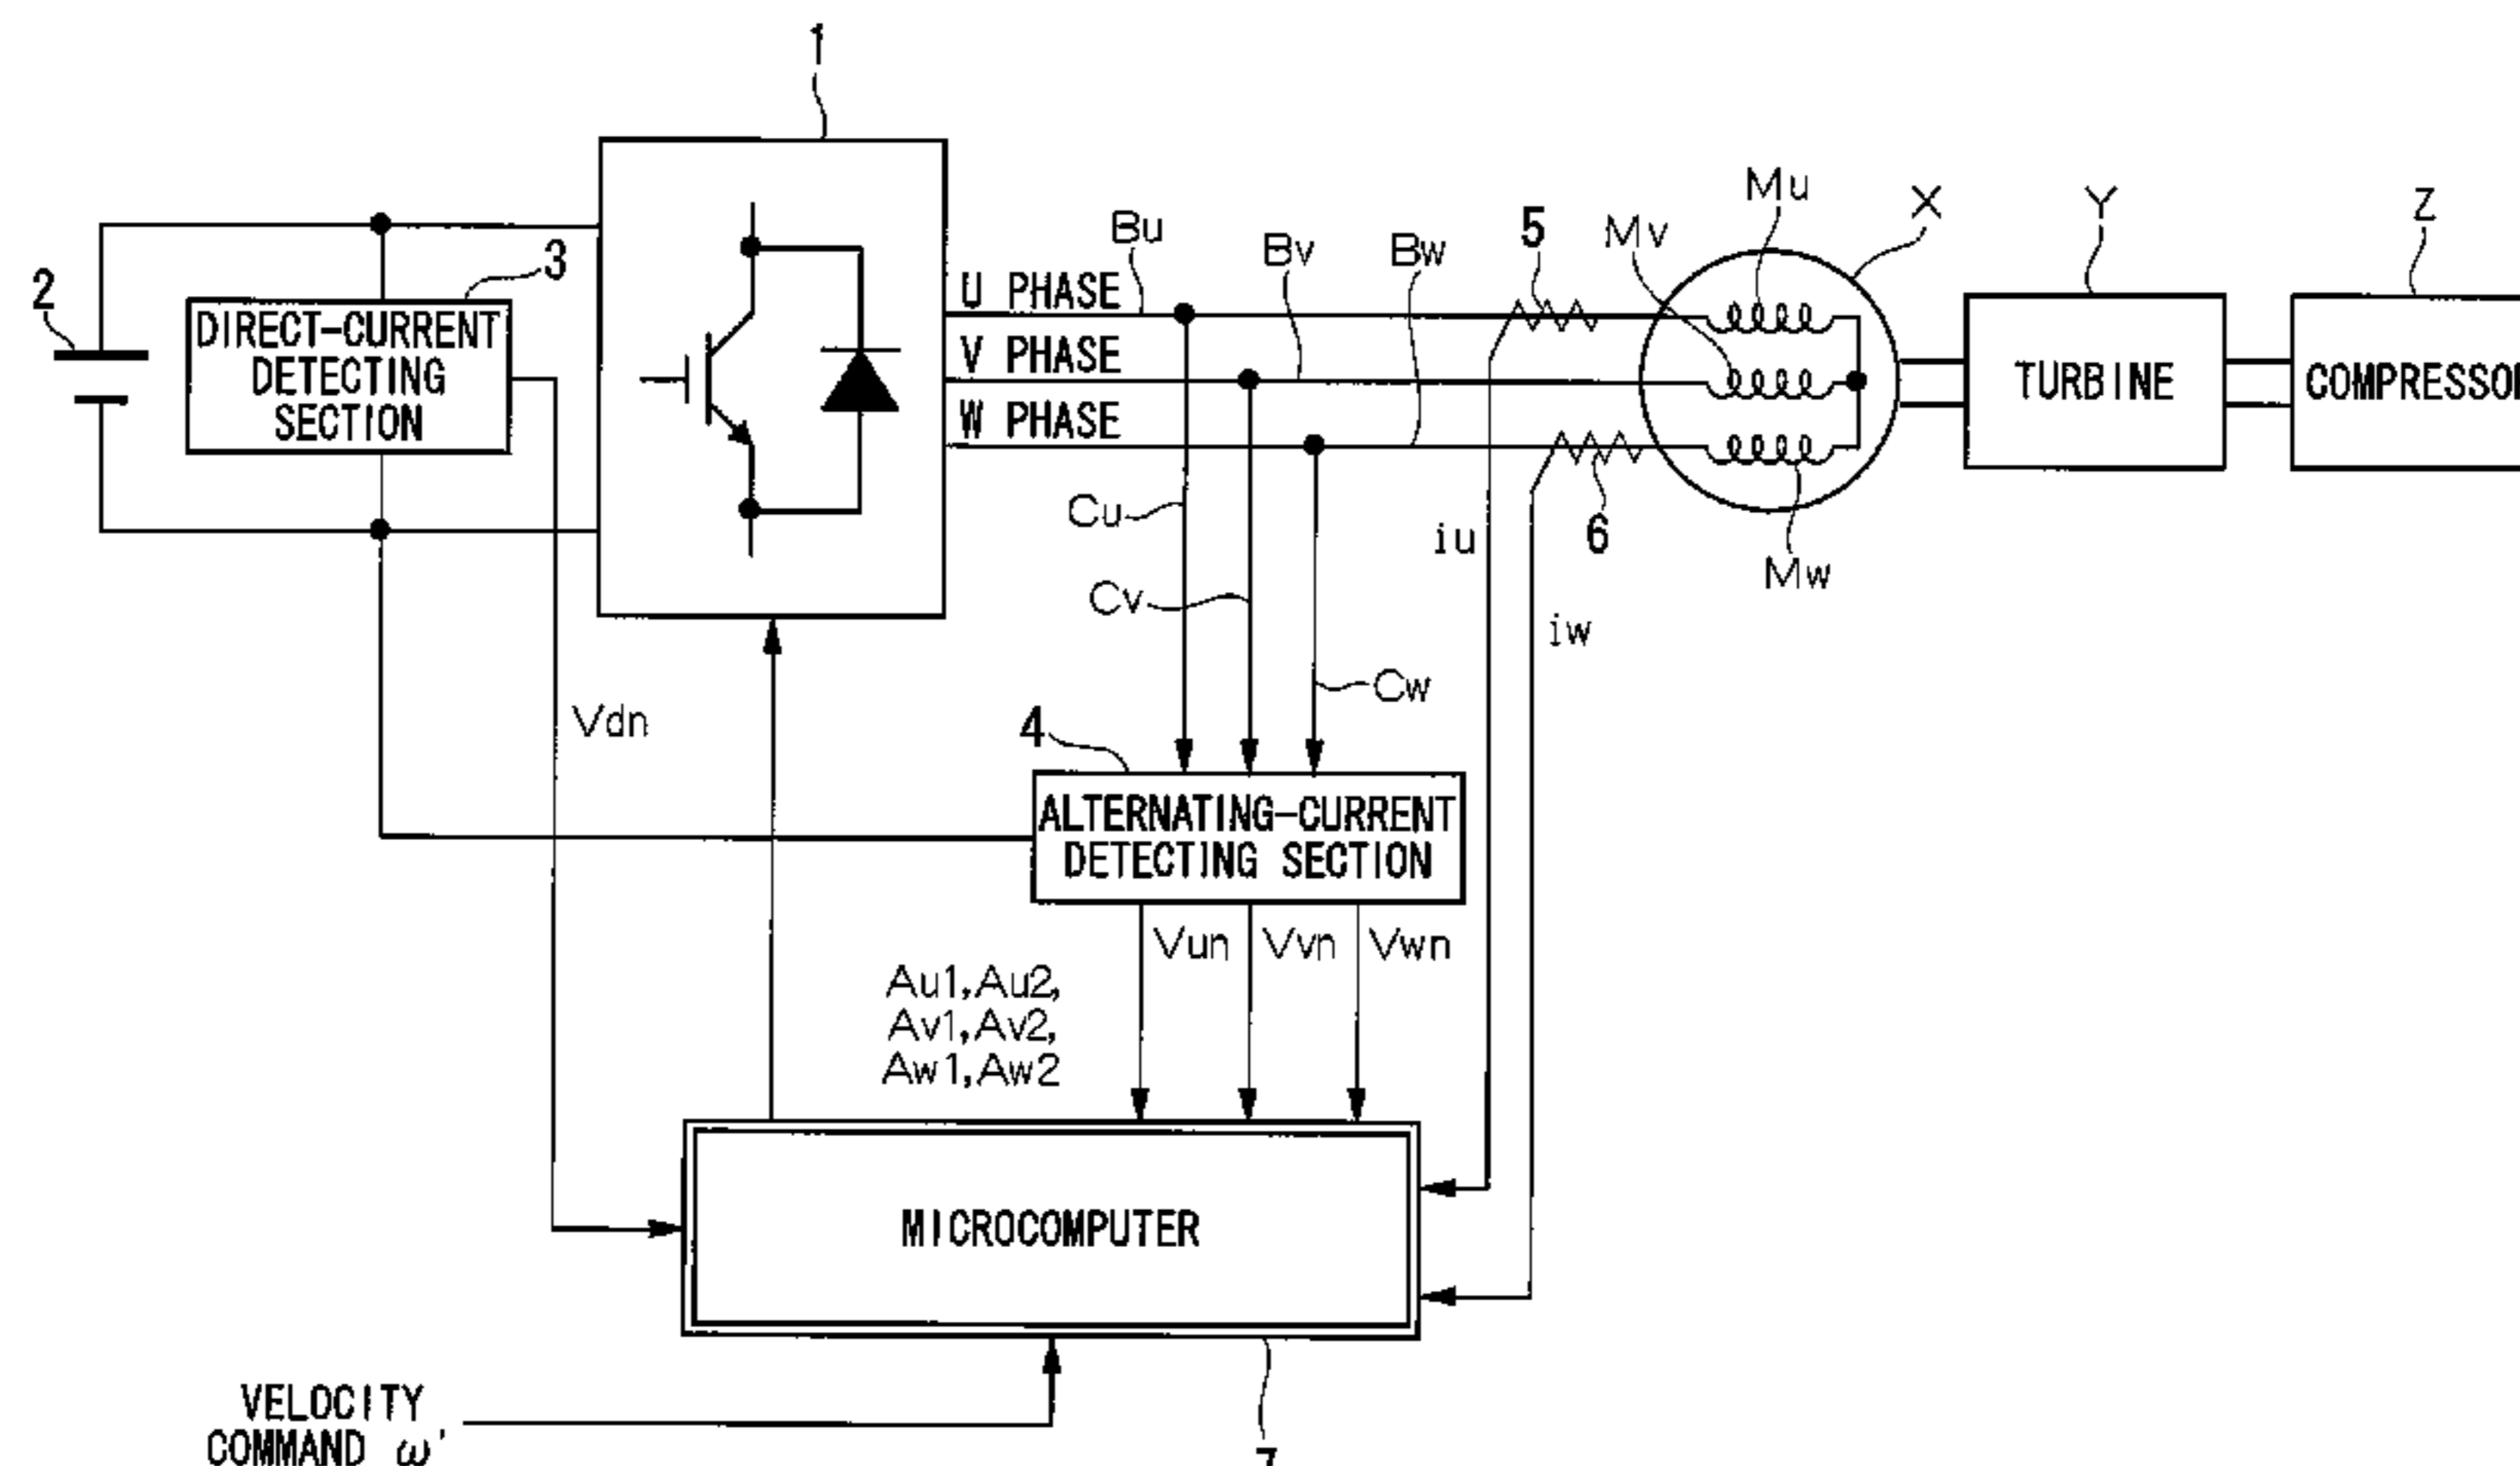 1
2
3
DIRECT-CURRENT
DETECTING
SECTION
U PHASE
V PHASE
W PHASE
Bu
Bv
Bw
5
Mv
Mu
X
Y
Z
TURBINE
COMPRESSOR
Cu
Cv
Cw
iu
6
Mw
iw
Vdn
4
ALTERNATING-CURRENT
DETECTING SECTION
Vun
Vvn
Vwn
Au1,Au2,
Av1,Av2,
Aw1,Aw2
MICROCOMPUTER
VELOCITY
COMMAND ω'
7